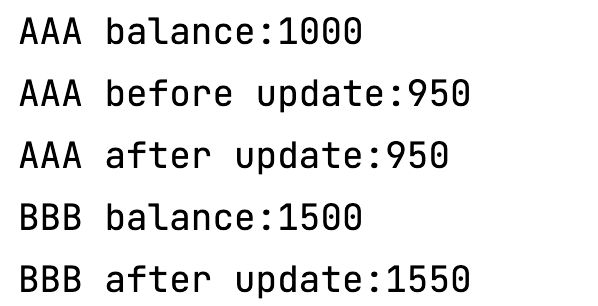 AAA balance:1000
AAA before update:950
AAA after update:950
BBB balance:1500
BBB after update:1550